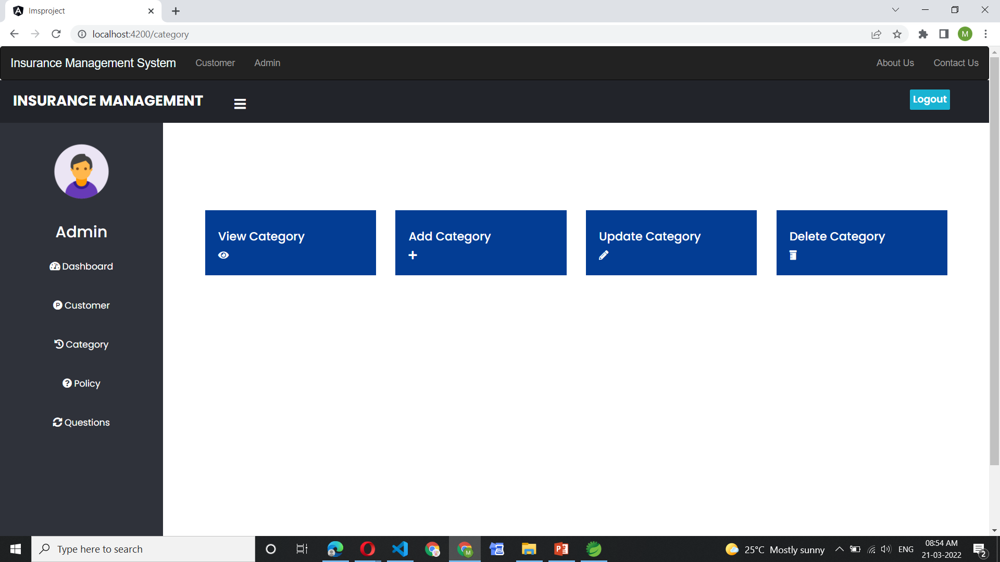 Imsproject
localhost:4200/category
M
Insurance Management System Customer Admin About Us Contact Us
INSURANCE MANAGEMENT Logout
Admin
Dashboard
P Customer
Category
? Policy
Questions
View Category
Add Category
Update Category
Delete Category
Type here to search
M
P
25°C Mostly sunny
ENG
08:54 AM
21-03-2022
2